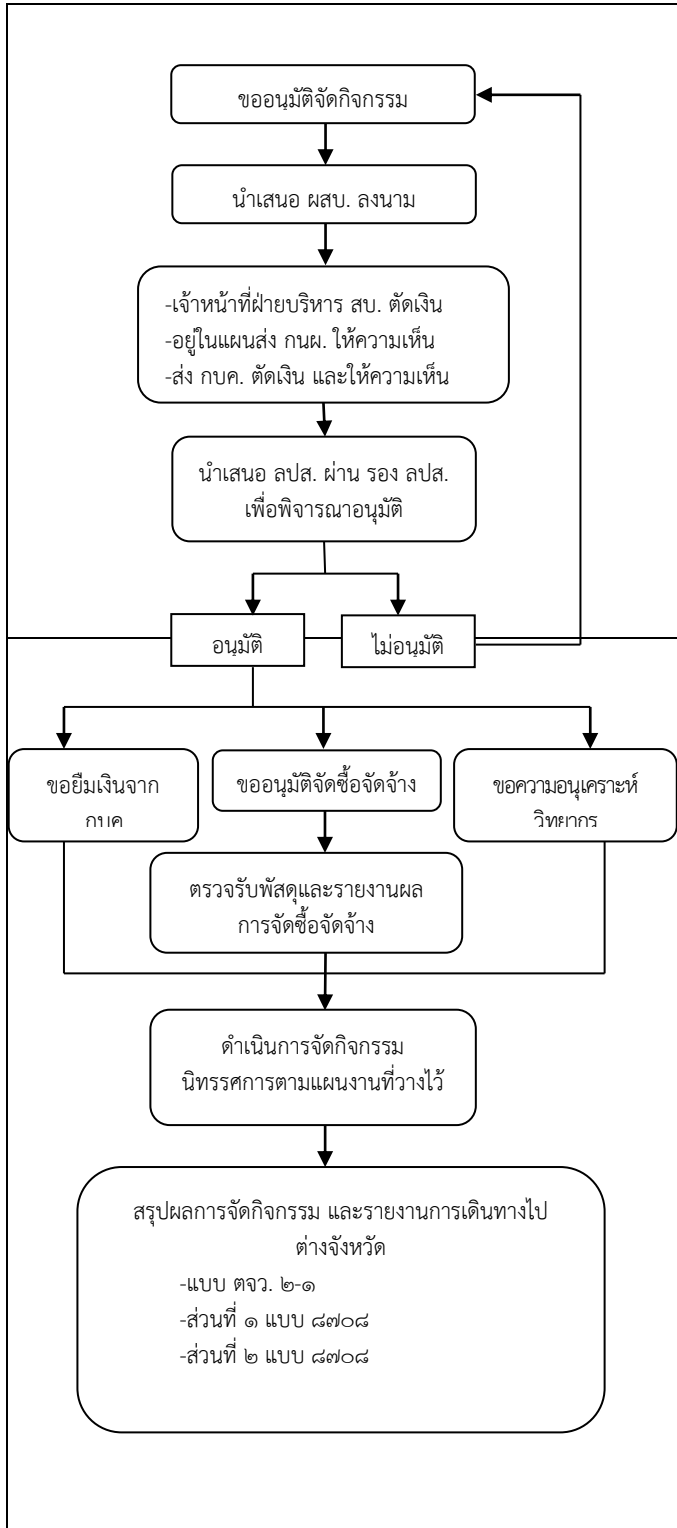 ขออนุมัติจัดกิจกรรม
นำเสนอ ผสบ. ลงนาม
-เจ้าหน้าที่ฝ่ายบริหาร สบ. ตัดเงิน
-อยู่ในแผนส่ง กนผ. ให้ความเห็น
-ส่ง กบค. ตัดเงิน และให้ความเห็น
นำเสนอ ลปส. ผ่าน รอง ลปส.
เพื่อพิจารณาอนุมัติ
อนุมัติ
ไม่อนุมัติ
ขอยืมเงินจาก
กบค
ขออนุมัติจัดซื้อจัดจ้าง
ขอความอนุเคราะห์
วิทยากร
ตรวจรับพัสดุและรายงานผล
การจัดซื้อจัดจ้าง
ดำเนินการจัดกิจกรรม
นิทรรศการตามแผนงานที่วางไว้
สรุปผลการจัดกิจกรรม และรายงานการเดินทางไป
ต่างจังหวัด
-แบบ ตจว. ๒-๑
-ส่วนที่ ๑ แบบ ๘๗๐๘
-ส่วนที่ ๒ แบบ ๘๗๐๘